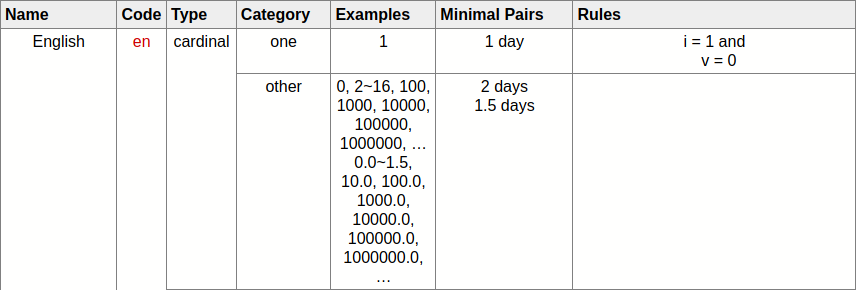 Name Code Type Category Examples Minimal Pairs Rules
English en cardinal one 1 1 day i = 1 and
v = 0
other 0, 2~16, 100, 2 days
1000, 10000, 1.5 days
100000,
1000000, …
0.0~1.5,
10.0, 100.0,
1000.0,
10000.0,
100000.0,
1000000.0,
…